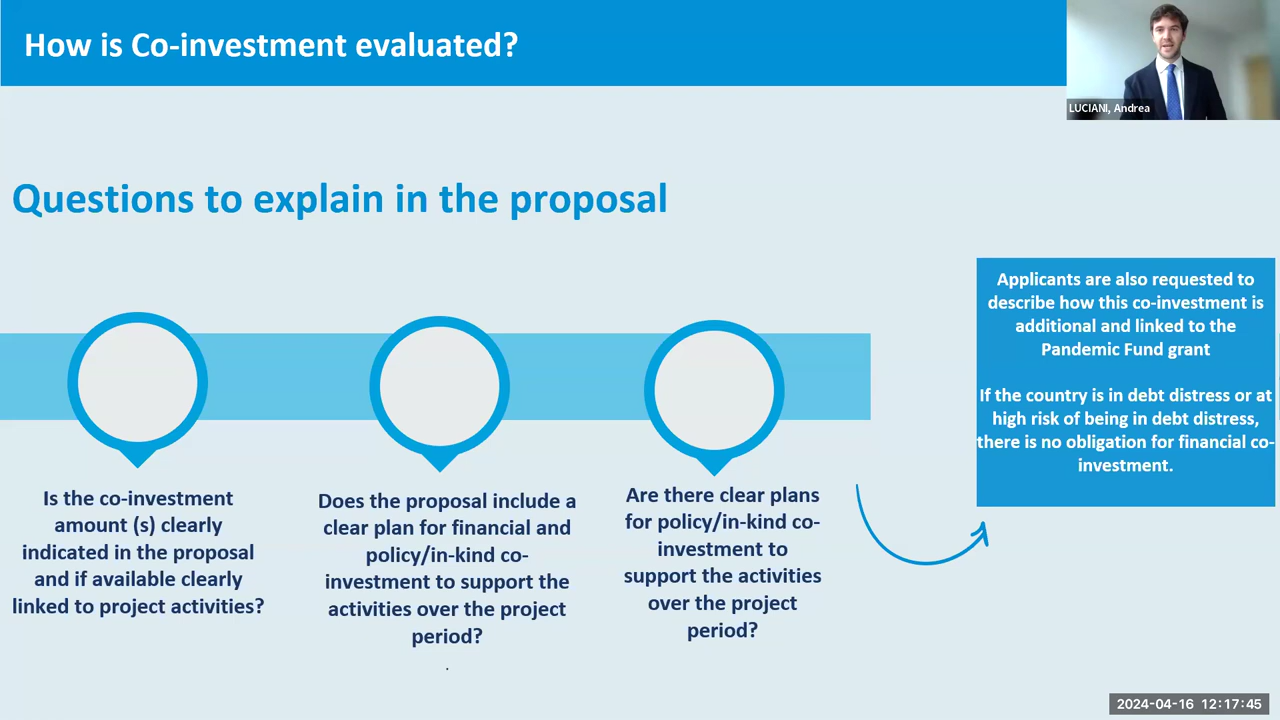 How is Co-investment evaluated?
LUCIANI, Andrea
Questions to explain in the proposal
Applicants are also requested to
describe how this co-investment is
additional and linked to the
Pandemic Fund grant
If the country is in debt distress or at
high risk of being in debt distress,
there is no obligation for financial co-
investment.
Is the co-investment
amount (s) clearly
indicated in the proposal
and if available clearly
linked to project activities?
Does the proposal include a
clear plan for financial and
policy/in-kind co-
investment to support the
activities over the project
period?
.
Are there clear plans
for policy/in-kind co-
investment to
support the activities
over the project
period?
2024-04-16 12:17:45